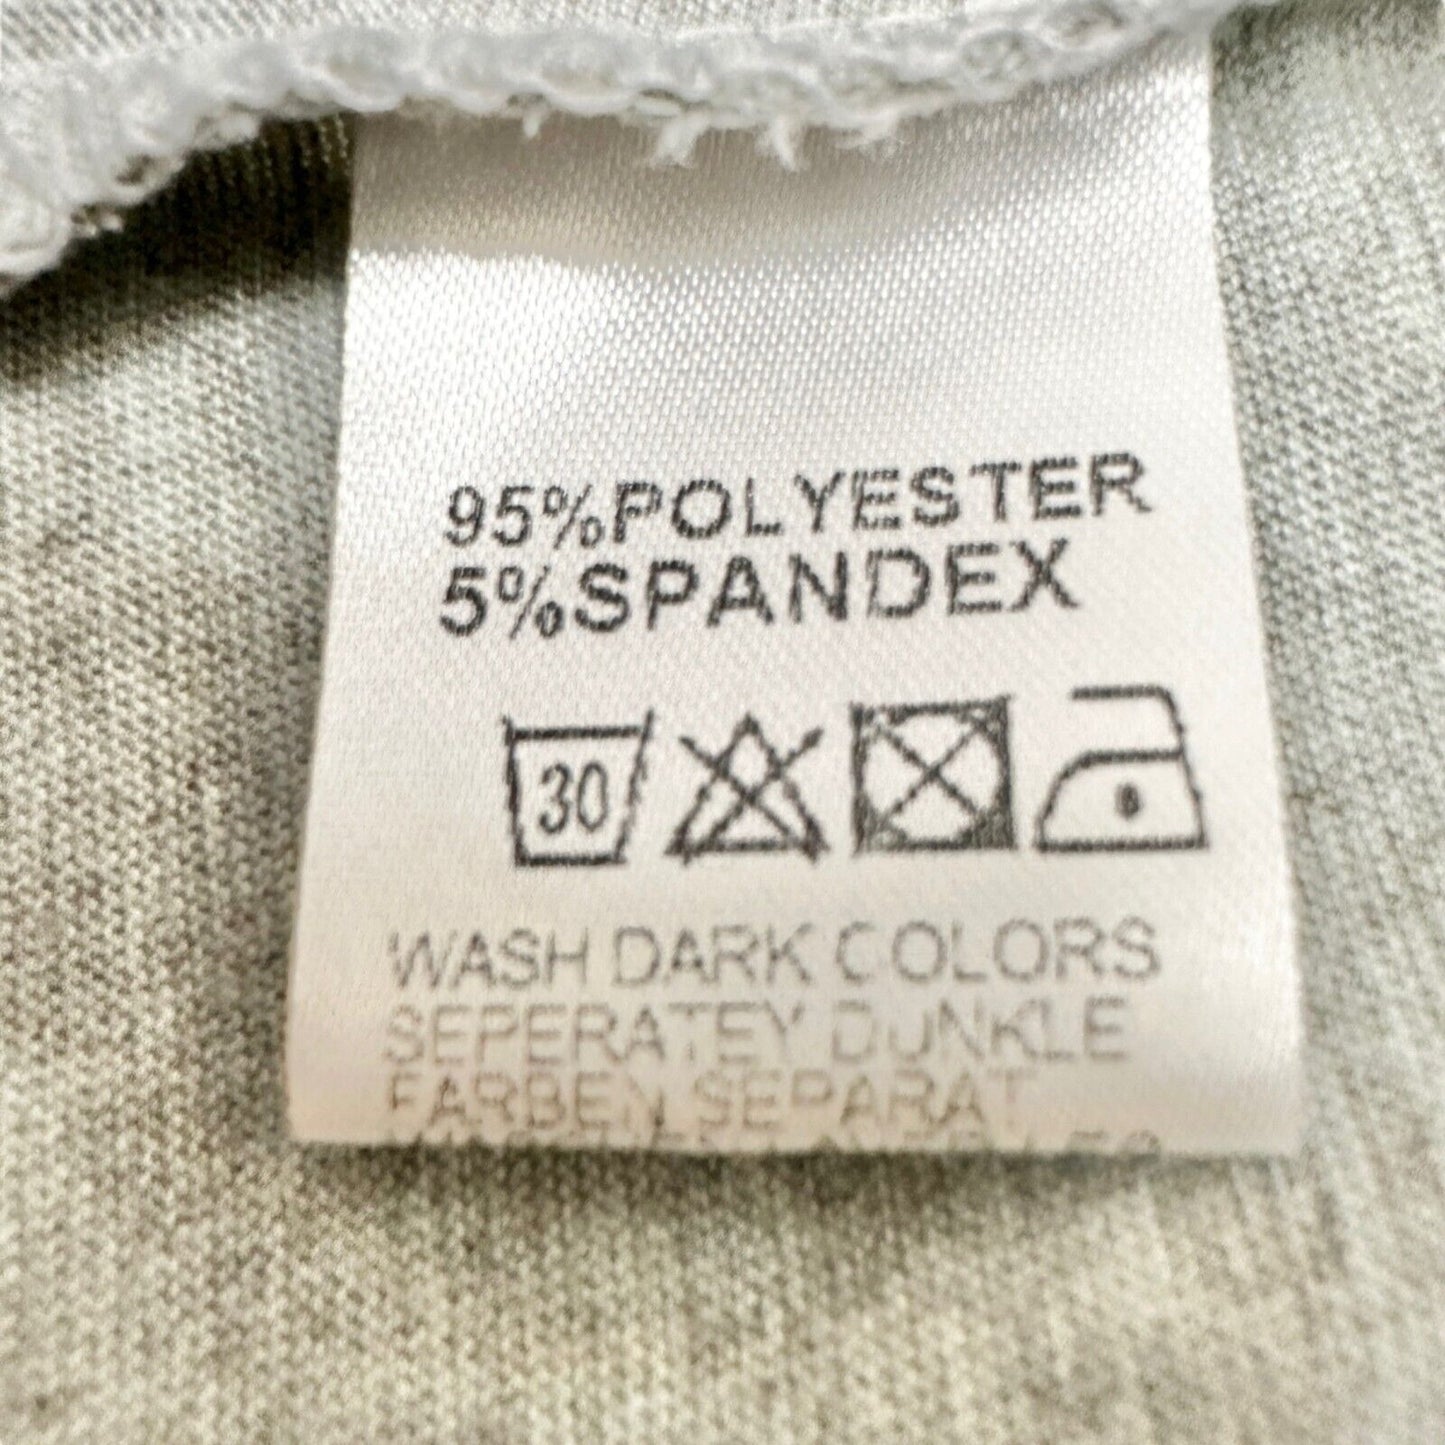 95%POLYESTER
5%SPANDEX
30
WASH DARK COLORS
SEPERATEY DUNKLE
FARBEN SEPARAT